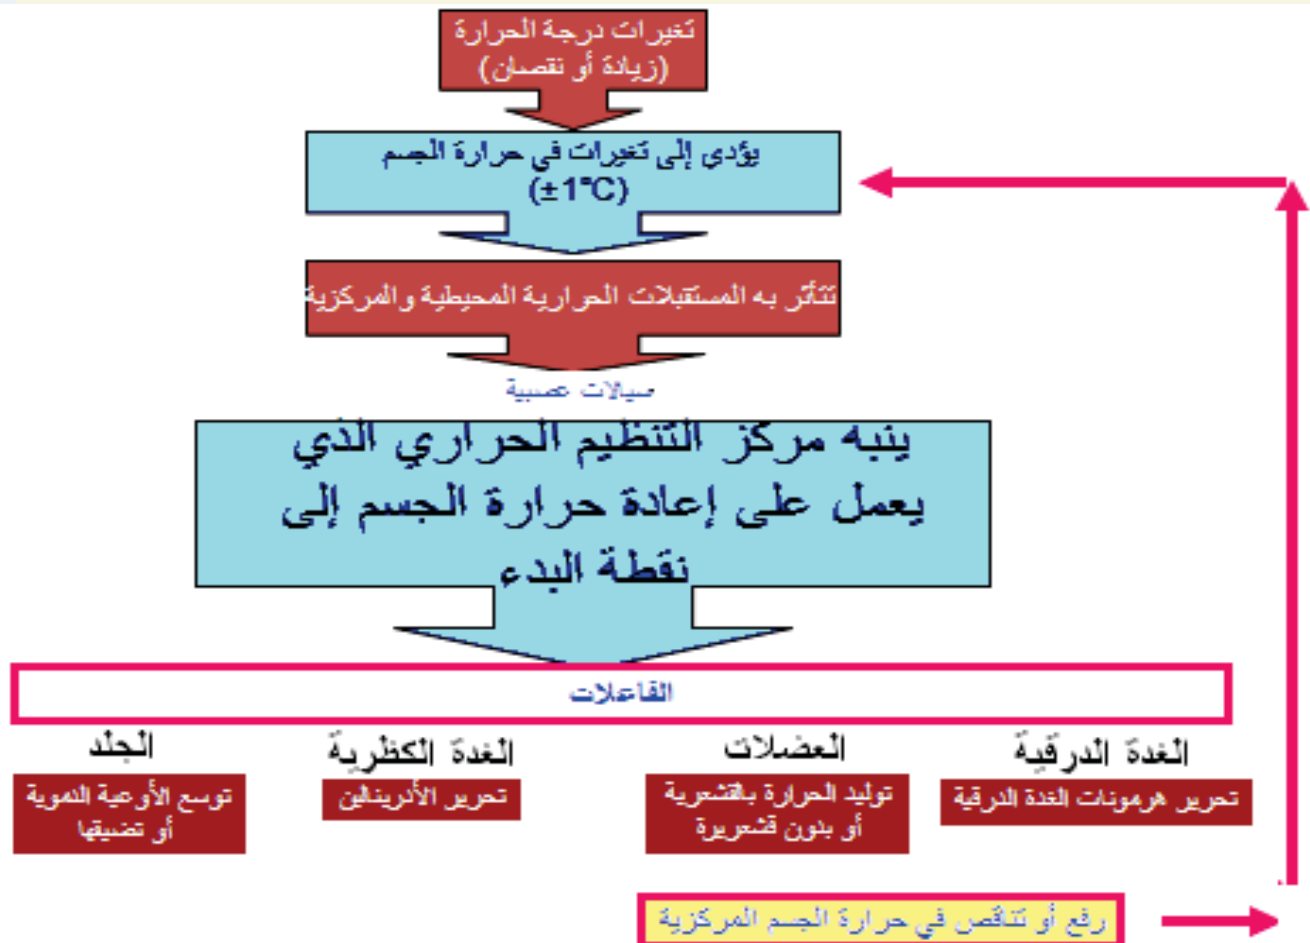 تغيرات درجة الحرارة
(زيادة أو نقصان)
يؤدي إلى تغيرات في حرارة الجسم
(±1°C)
تتأثر به المستقبلات الحرارية المحيطية والمركزية
سيالات عصبية
ينبه مركز التنظيم الحراري الذي
يعمل على إعادة حرارة الجسم إلى
نقطة البدء
الفاعلات
الغدة الدرقية
تحرير هرمونات الغدة الدرقية
العضلات
توليد الحرارة بالقشعرية
أو بدون قشعريرة
الغدة الكظرية
تحرير الأدرينالين
الجلد
توسع الأوعية الدموية
أو تضيقها
رفع أو تناقص في حرارة الجسم المركزية